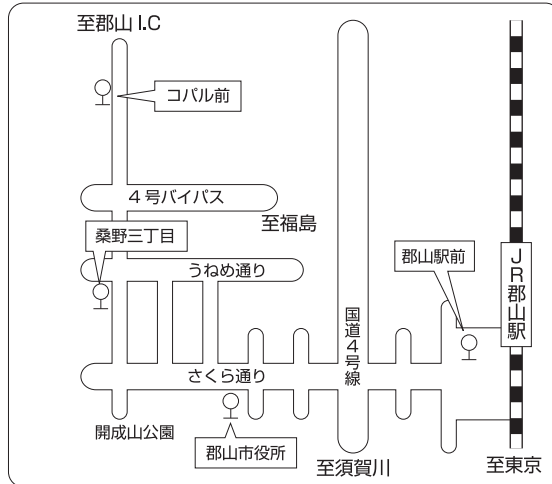 至郡山I.C
コパル前
4号バイパス
至福島
桑野三丁目
うねめ通り
郡山駅前
JR郡山駅
国道4号線
さくら通り
開成山公園
郡山市役所
至須賀川
至東京